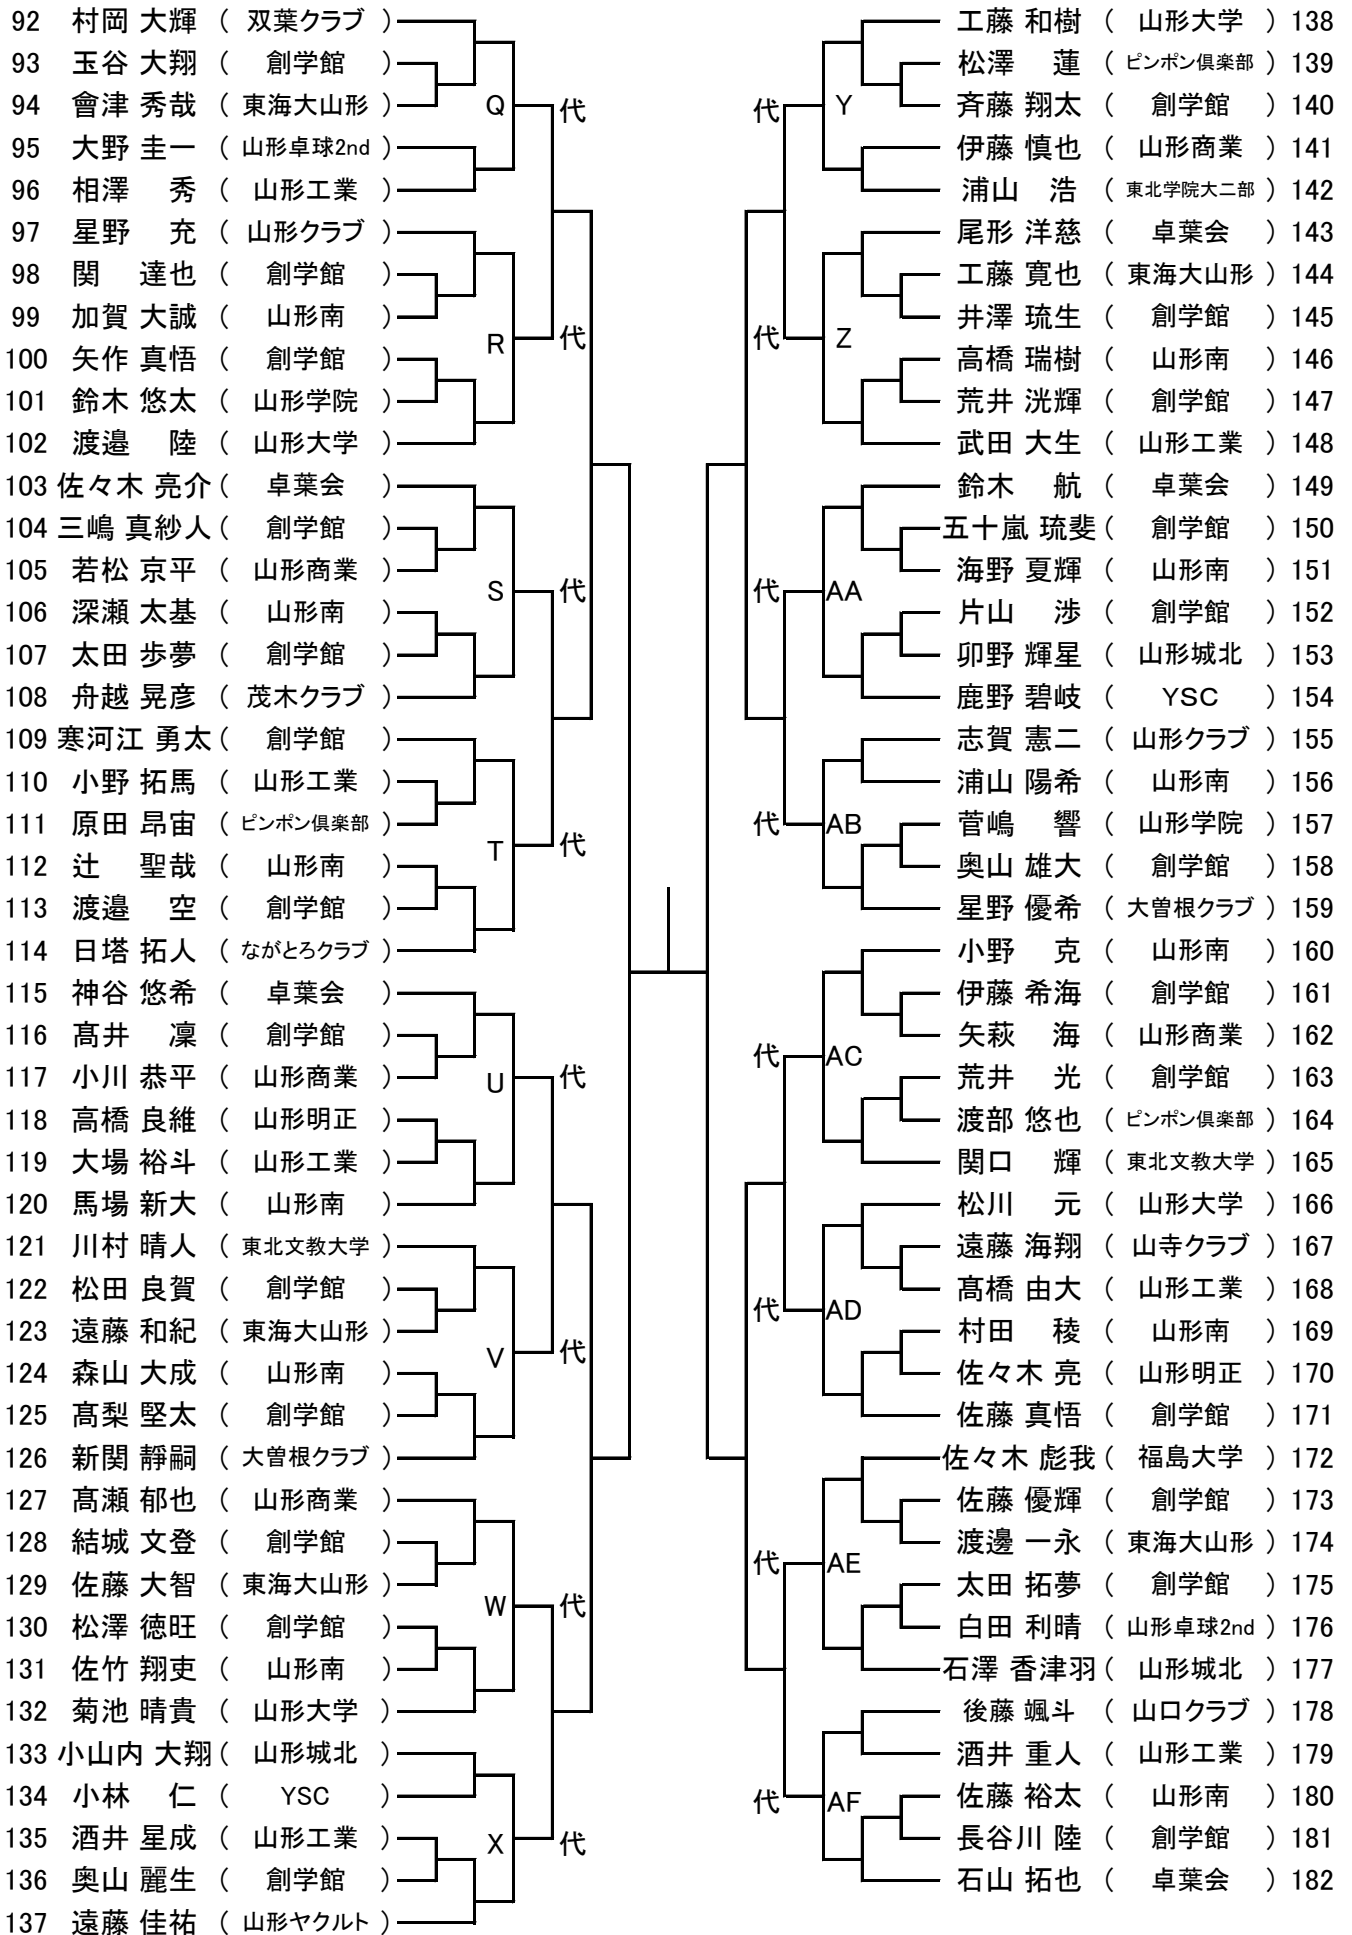 92 村岡 大輝 （ 双葉クラブ ）
93 玉谷 大翔 （ 創学館 ）
94 會津 秀哉 （ 東海大山形 ）
Q
代
95 大野 圭一 （ 山形卓球2nd ）
96 相澤 秀 （ 山形工業 ）
97 星野 充 （ 山形クラブ ）
98 関 達也 （ 創学館 ）
99 加賀 大誠 （ 山形南 ）
R
代
100 矢作 真悟 （ 創学館 ）
101 鈴木 悠太 （ 山形学院 ）
102 渡邉 陸 （ 山形大学 ）
103 佐々木 亮介 （ 卓葉会 ）
104 三嶋 真紗人 （ 創学館 ）
105 若松 京平 （ 山形商業 ）
S
代
106 深瀬 太基 （ 山形南 ）
107 太田 歩夢 （ 創学館 ）
108 舟越 晃彦 （ 茂木クラブ ）
109 寒河江 勇太 （ 創学館 ）
110 小野 拓馬 （ 山形工業 ）
111 原田 昂宙 （ ピンポン倶楽部 ）
T
代
112 辻 聖哉 （ 山形南 ）
113 渡邉 空 （ 創学館 ）
114 日塔 拓人 （ ながとろクラブ ）
115 神谷 悠希 （ 卓葉会 ）
116 髙井 凜 （ 創学館 ）
117 小川 恭平 （ 山形商業 ）
U
代
118 高橋 良維 （ 山形明正 ）
119 大場 裕斗 （ 山形工業 ）
120 馬場 新大 （ 山形南 ）
121 川村 晴人 （ 東北文教大学 ）
122 松田 良賀 （ 創学館 ）
123 遠藤 和紀 （ 東海大山形 ）
V
代
124 森山 大成 （ 山形南 ）
125 髙梨 堅太 （ 創学館 ）
126 新関 靜嗣 （ 大曽根クラブ ）
127 髙瀬 郁也 （ 山形商業 ）
128 結城 文登 （ 創学館 ）
129 佐藤 大智 （ 東海大山形 ）
W
代
130 松澤 徳旺 （ 創学館 ）
131 佐竹 翔吏 （ 山形南 ）
132 菊池 晴貴 （ 山形大学 ）
133 小山内 大翔 （ 山形城北 ）
134 小林 仁 （ YSC ）
135 酒井 星成 （ 山形工業 ）
X
代
136 奥山 麗生 （ 創学館 ）
137 遠藤 佳祐 （ 山形ヤクルト ）
工藤 和樹 （ 山形大学 ） 138
松澤 蓮 （ ピンポン倶楽部 ） 139
代
Y
斉藤 翔太 （ 創学館 ） 140
伊藤 慎也 （ 山形商業 ） 141
浦山 浩 （ 東北学院大二部 ） 142
尾形 洋慈 （ 卓葉会 ） 143
工藤 寛也 （ 東海大山形 ） 144
井澤 琉生 （ 創学館 ） 145
代
Z
高橋 瑞樹 （ 山形南 ） 146
荒井 洸輝 （ 創学館 ） 147
武田 大生 （ 山形工業 ） 148
鈴木 航 （ 卓葉会 ） 149
五十嵐 琉斐 （ 創学館 ） 150
海野 夏輝 （ 山形南 ） 151
代
AA
片山 渉 （ 創学館 ） 152
卯野 輝星 （ 山形城北 ） 153
鹿野 碧岐 （ YSC ） 154
志賀 憲二 （ 山形クラブ ） 155
浦山 陽希 （ 山形南 ） 156
代
AB
菅嶋 響 （ 山形学院 ） 157
奥山 雄大 （ 創学館 ） 158
星野 優希 （ 大曽根クラブ ） 159
小野 克 （ 山形南 ） 160
伊藤 希海 （ 創学館 ） 161
矢萩 海 （ 山形商業 ） 162
代
AC
荒井 光 （ 創学館 ） 163
渡部 悠也 （ ピンポン倶楽部 ） 164
関口 輝 （ 東北文教大学 ） 165
松川 元 （ 山形大学 ） 166
遠藤 海翔 （ 山寺クラブ ） 167
髙橋 由大 （ 山形工業 ） 168
代
AD
村田 稜 （ 山形南 ） 169
佐々木 亮 （ 山形明正 ） 170
佐藤 真悟 （ 創学館 ） 171
佐々木 彪我 （ 福島大学 ） 172
佐藤 優輝 （ 創学館 ） 173
渡邊 一永 （ 東海大山形 ） 174
代
AE
太田 拓夢 （ 創学館 ） 175
白田 利晴 （ 山形卓球2nd ） 176
石澤 香津羽 （ 山形城北 ） 177
後藤 颯斗 （ 山口クラブ ） 178
酒井 重人 （ 山形工業 ） 179
代
AF
佐藤 裕太 （ 山形南 ） 180
長谷川 陸 （ 創学館 ） 181
石山 拓也 （ 卓葉会 ） 182